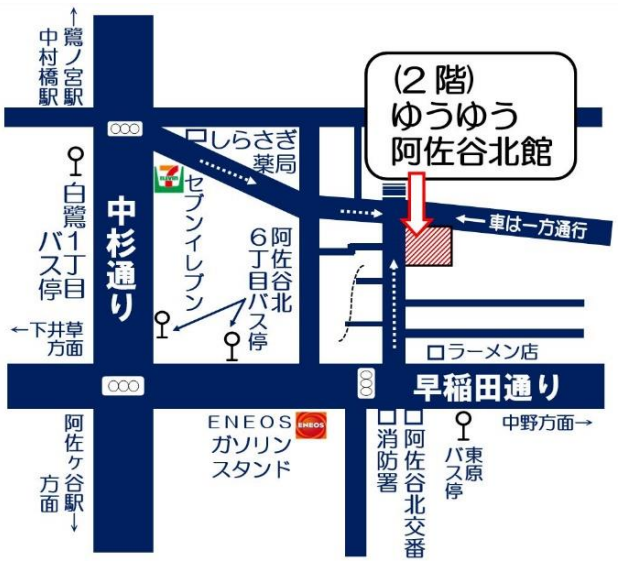 鷺ノ宮駅
中村橋駅
(2階)
ゆうゆう
阿佐谷北館
しらさぎ
薬局
7
ELEVEN
セブンイレブン
白鷺1丁目
バス停
中杉通り
阿佐谷北
6丁目バス停
←車は一方通行
←下井草
方面
ラーメン店
早稲田通り
中野方面→
ENEOS
ガソリン
スタンド
ENEOS
消防署
阿佐谷北交番
東原
バス停
阿佐ヶ谷駅
方面